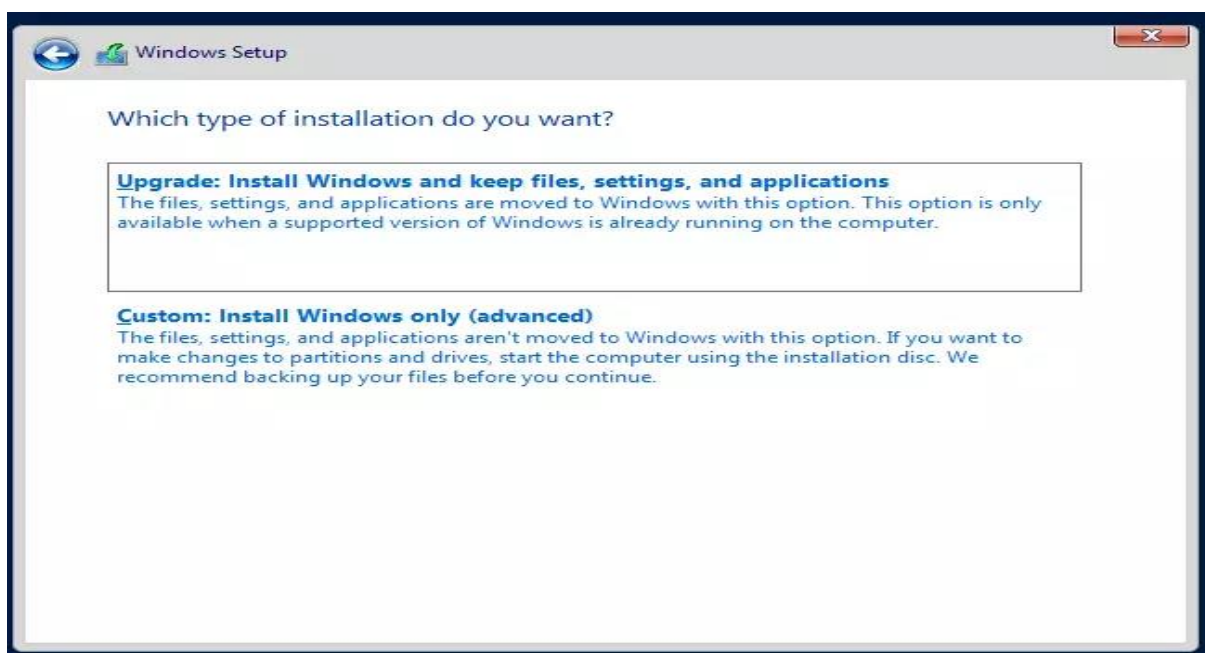 Windows Setup
Which type of installation do you want?
Upgrade: Install Windows and keep files, settings, and applications
The files, settings, and applications are moved to Windows with this option. This option is only
available when a supported version of Windows is already running on the computer.
Custom: Install Windows only (advanced)
The files, settings, and applications aren't moved to Windows with this option. If you want to
make changes to partitions and drives, start the computer using the installation disc. We
recommend backing up your files before you continue.